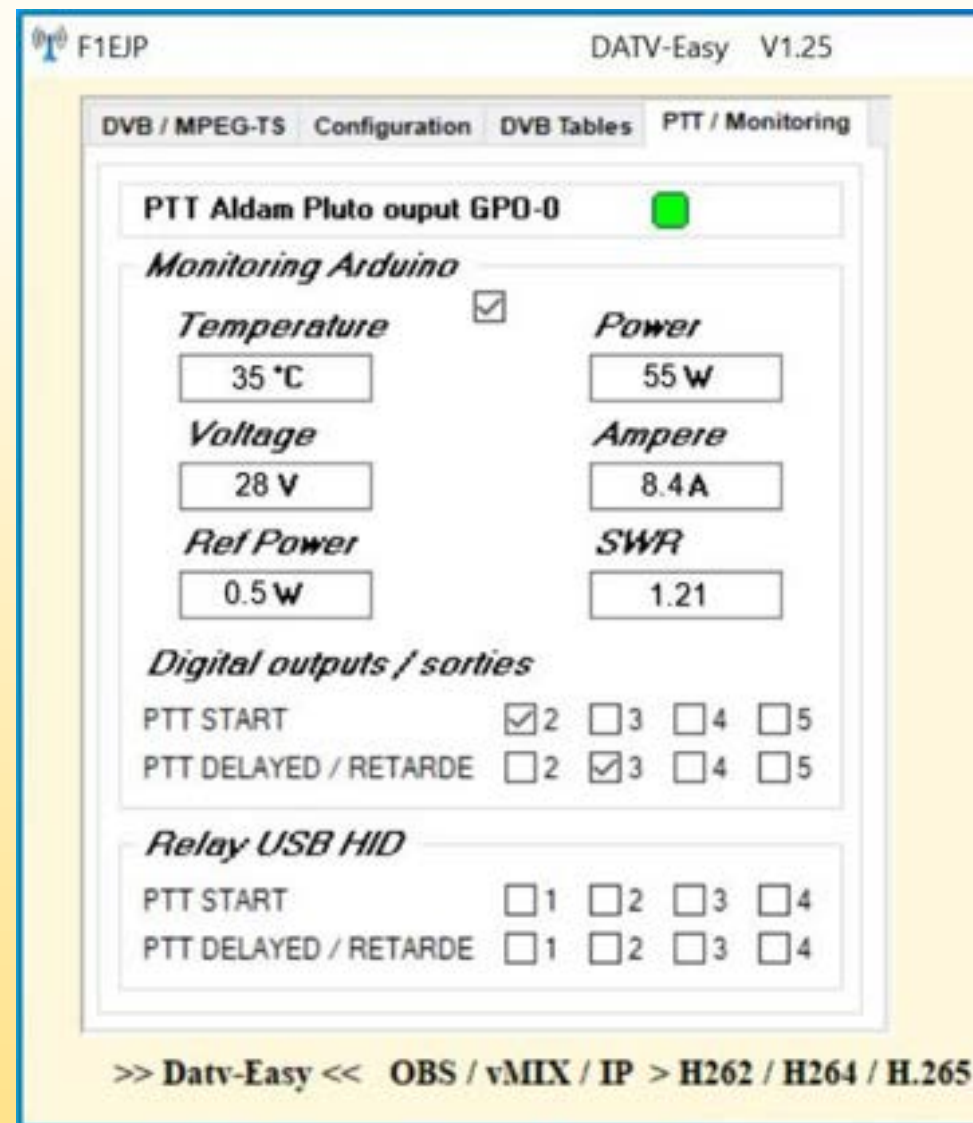 F1EJP DATV-Easy V1.25
DVB / MPEG-TS Configuration DVB Tables PTT / Monitoring
PTT Aldam Pluto ouput GPO-0
Monitoring Arduino
Temperature Power
35 °C 55 W
Voltage Ampere
28 V 8.4 A
Ref Power SWR
0.5 W 1.21
Digital outputs / sorties
PTT START 2 3 4 5
PTT DELAYED / RETARDE 2 3 4 5
Relay USB HID
PTT START 1 2 3 4
PTT DELAYED / RETARDE 1 2 3 4
>> Datv-Easy << OBS / vMIX / IP > H262 / H264 / H.265